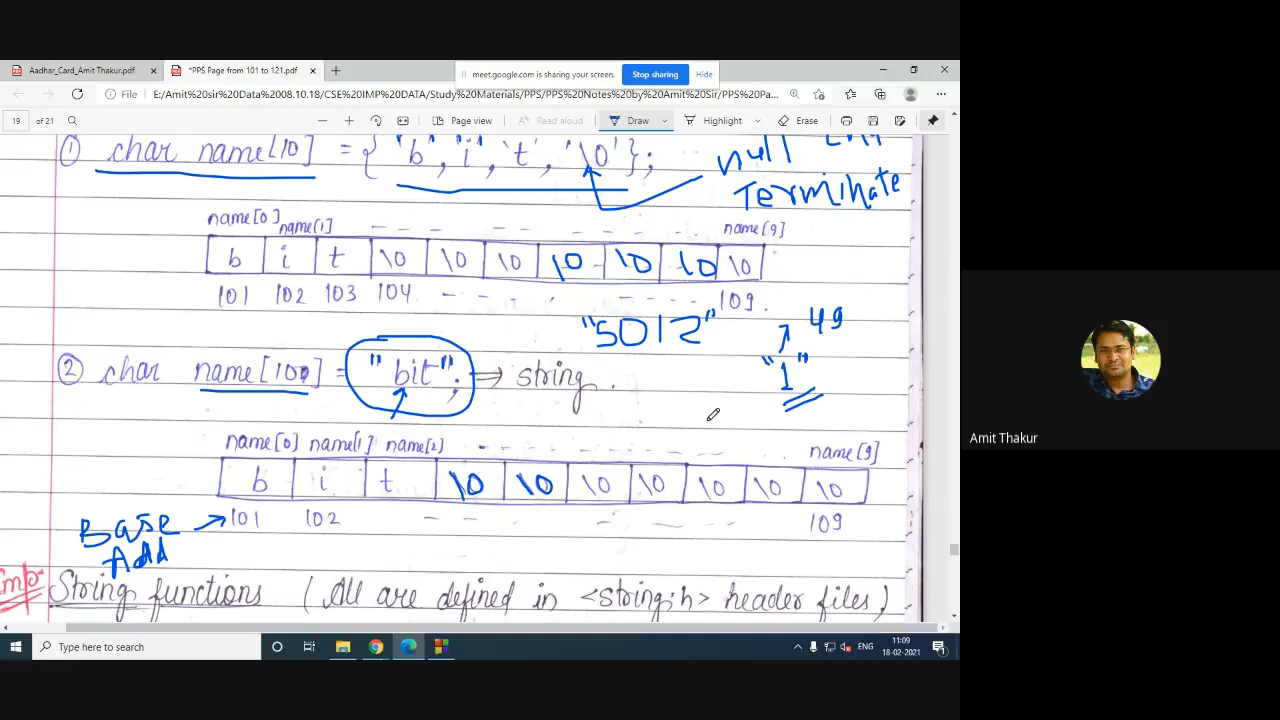 Aadhar_Card_Amit Thakur.pdf
*PPS Page from 101 to 121.pdf
meet.google.com is sharing your screen.
Stop sharing
Hide
File
E:/Amit%20sir%20Data%2008.10.18/CSE%20IMP%20DATA/Study%20Materials/PPS/PPS%20Notes%20by%20Amit%20Sir/PPS%20Pa...
19 of 21
Page view
Read aloud
Draw
Highlight
Erase
① char name[10] = { 'b', 'i', 't', '\0' };
null
Terminate
name[0] name[1] name[9]
b i t \0 \0 \0 \0 \0 \0 \0
101 102 103 104 109.
"5012"
49
"1"
② char name[10] = "bit"; ⇒ string.
name[0] name[1] name[2] name[9]
b i t \0 \0 \0 \0 \0 \0 \0
Base → 101 102 109
Add
Imp. String functions (All are defined in <string.h> header files)
Amit Thakur
Type here to search
ENG
11:09
18-02-2021
1